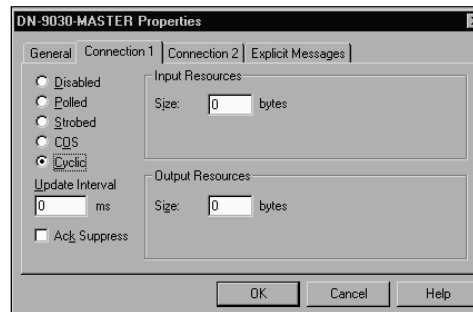 DN-9030-MASTER Properties
General Connection 1 Connection 2 Explicit Messages
Disabled
Polled
Strobed
COS
Cyclic
Update Interval
0 ms
Ack Suppress
Input Resources
Size: 0 bytes
Output Resources
Size: 0 bytes
OK Cancel Help